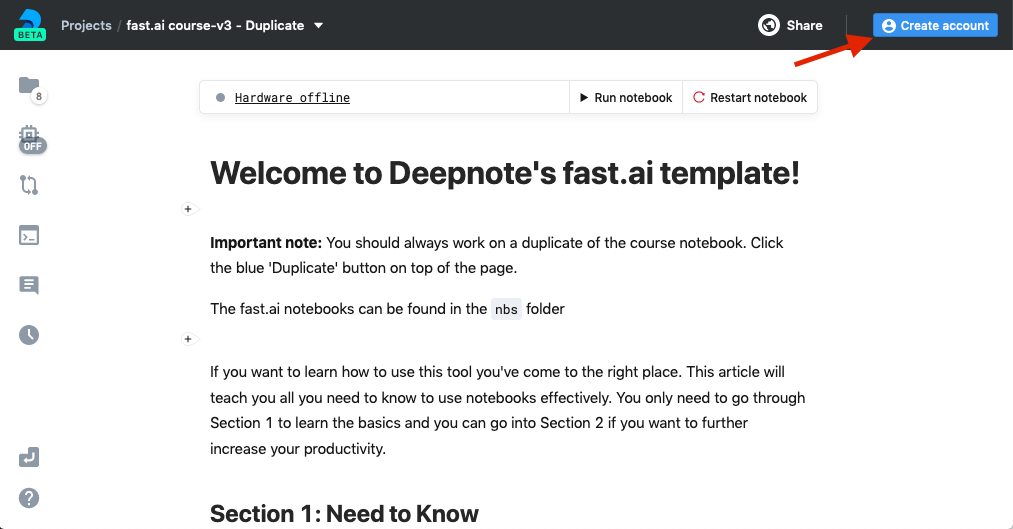 BETA
Projects / fast.ai course-v3 - Duplicate
Share
Create account
8
OFF
Hardware offline
Run notebook
Restart notebook
Welcome to Deepnote's fast.ai template!
Important note: You should always work on a duplicate of the course notebook. Click
the blue 'Duplicate' button on top of the page.
The fast.ai notebooks can be found in the nbs folder
If you want to learn how to use this tool you've come to the right place. This article will
teach you all you need to know to use notebooks effectively. You only need to go through
Section 1 to learn the basics and you can go into Section 2 if you want to further
increase your productivity.
Section 1: Need to Know